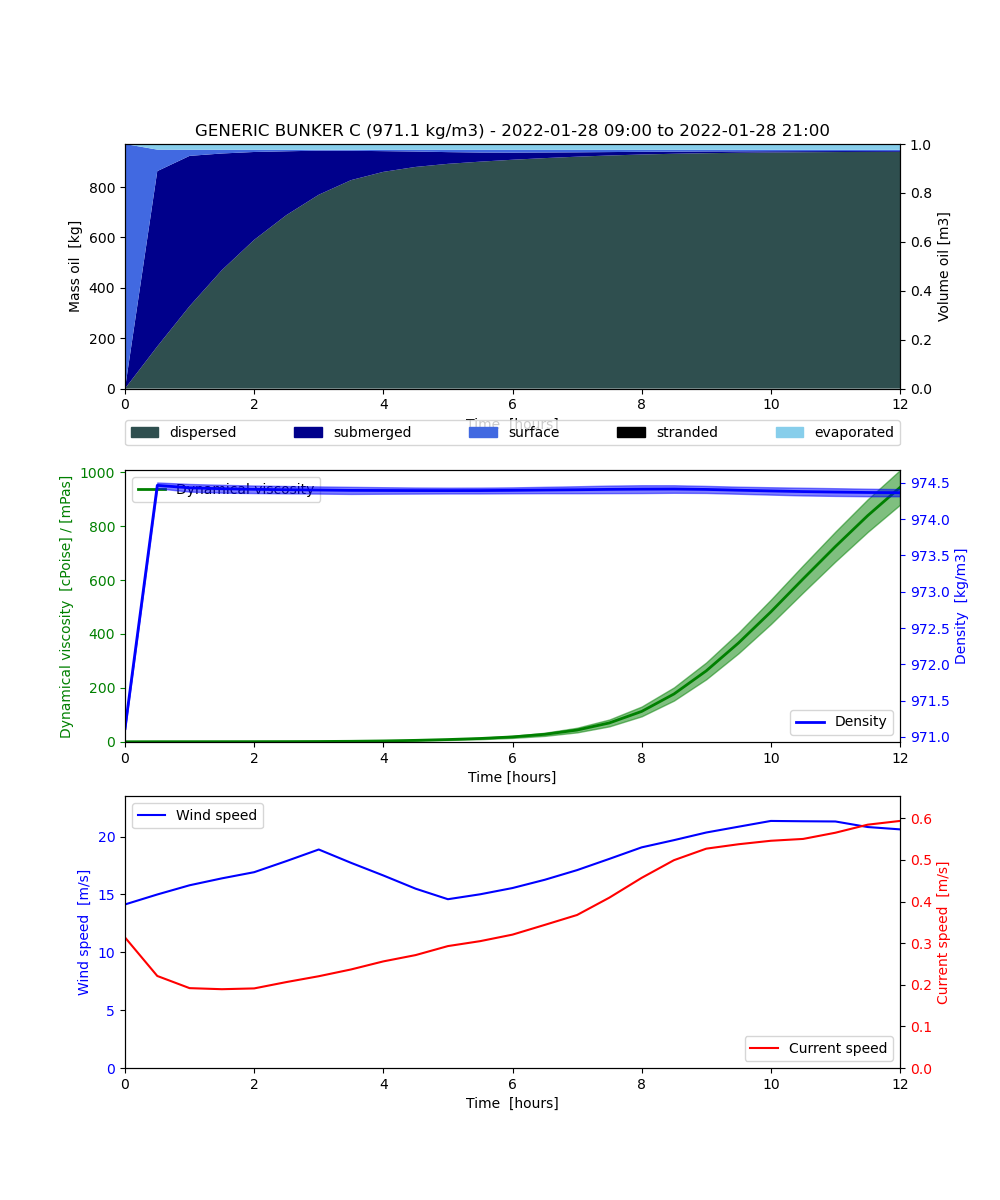 GENERIC BUNKER C (971.1 kg/m3) - 2022-01-28 09:00 to 2022-01-28 21:00
Mass oil [kg]
800
600
400
200
0
1.0
0.8
0.6
0.4
0.2
0.0
Volume oil [m3]
0 2 4 6 8 10 12
Time [hours]
dispersed submerged surface stranded evaporated
Dynamical viscosity [cPoise] / [mPas]
1000
800
600
400
200
0
Dynamical viscosity
974.5
974.0
973.5
973.0
972.5
972.0
971.5
971.0
Density [kg/m3]
Density
0 2 4 6 8 10 12
Time [hours]
Wind speed [m/s]
20
15
10
5
0
Wind speed
0.6
0.5
0.4
0.3
0.2
0.1
0.0
Current speed [m/s]
Current speed
0 2 4 6 8 10 12
Time [hours]